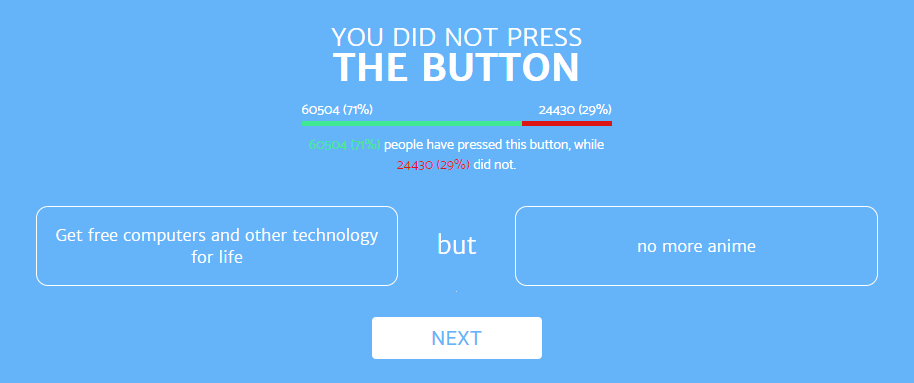 YOU DID NOT PRESS
THE BUTTON
60504 (71%) 24430 (29%)
60504 (71%) people have pressed this button, while
24430 (29%) did not.
Get free computers and other technology
for life
but
no more anime
NEXT